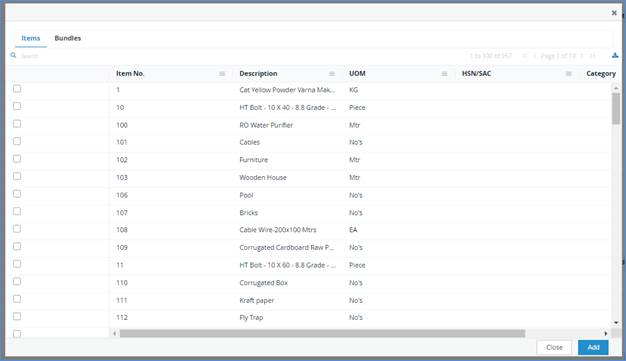 Items Bundles
Search 1 to 100 of 957 Page 1 of 10
Item No. Description UOM HSN/SAC Category
1 Cat Yellow Powder Varna Mak... KG
10 HT Bolt - 10 X 40 - 8.8 Grade - ... Piece
100 RO Water Purifier Mtr
101 Cables No's
102 Furniture Mtr
103 Wooden House Mtr
106 Pool No's
107 Bricks No's
108 Cable Wire-200x100 Mtrs EA
109 Corrugated Cardboard Raw P... No's
11 HT Bolt - 10 X 60 - 8.8 Grade - ... Piece
110 Corrugated Box No's
111 Kraft paper No's
112 Fly Trap No's
Close Add